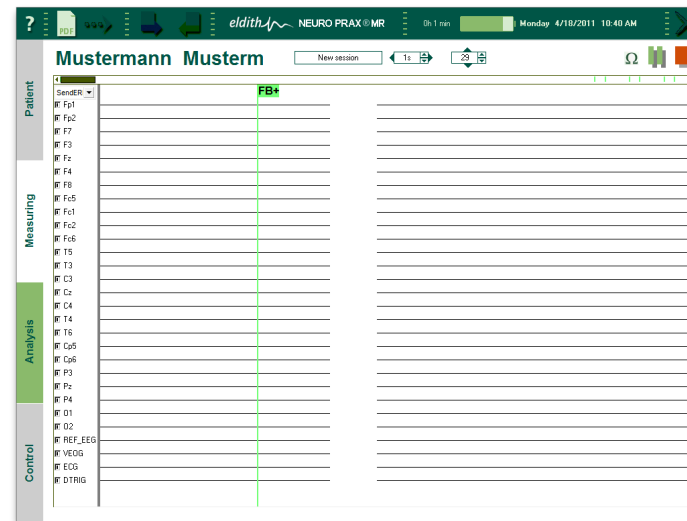 ?
PDF
eldith NEURO PRAX®MR
0h 1 min
Monday 4/18/2011 10:40 AM
Mustermann Musterm
New session
1s
29
Ω
Patient
Measuring
Analysis
Control
SendER
FB+
Fp1
Fp2
F7
F3
Fz
F4
F8
Fc5
Fc1
Fc2
Fc6
T5
T3
C3
Cz
C4
T4
T6
Cp5
Cp6
P3
Pz
P4
O1
O2
REF_EEG
VEOG
ECG
DTRIG